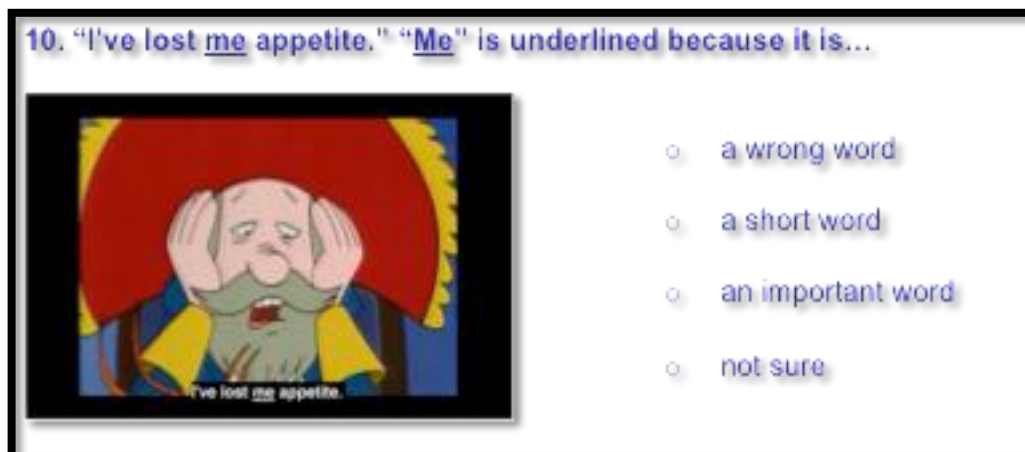 10. “I’ve lost me appetite.” “Me” is underlined because it is...
I’ve lost me appetite.
a wrong word
a short word
an important word
not sure